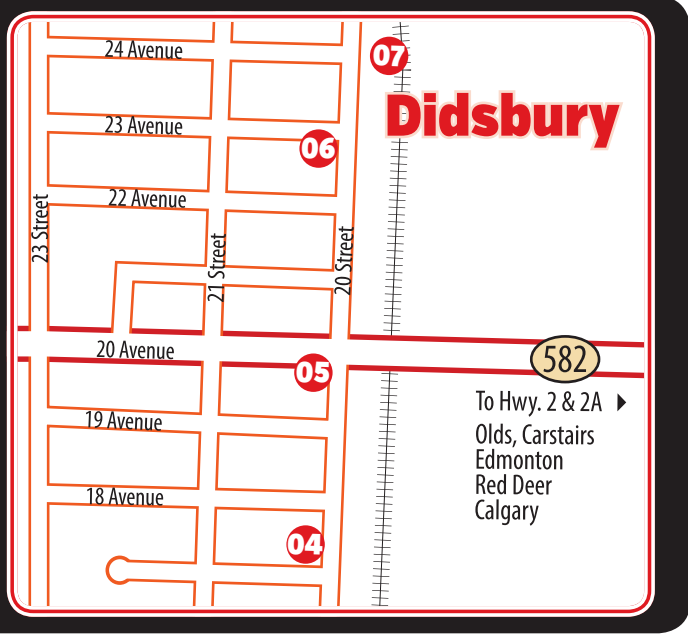 24 Avenue
07
Didsbury
23 Avenue
06
22 Avenue
23 Street
21 Street
20 Street
20 Avenue
582
05
To Hwy. 2 & 2A
19 Avenue
Olds, Carstairs
Edmonton
Red Deer
18 Avenue
Calgary
04